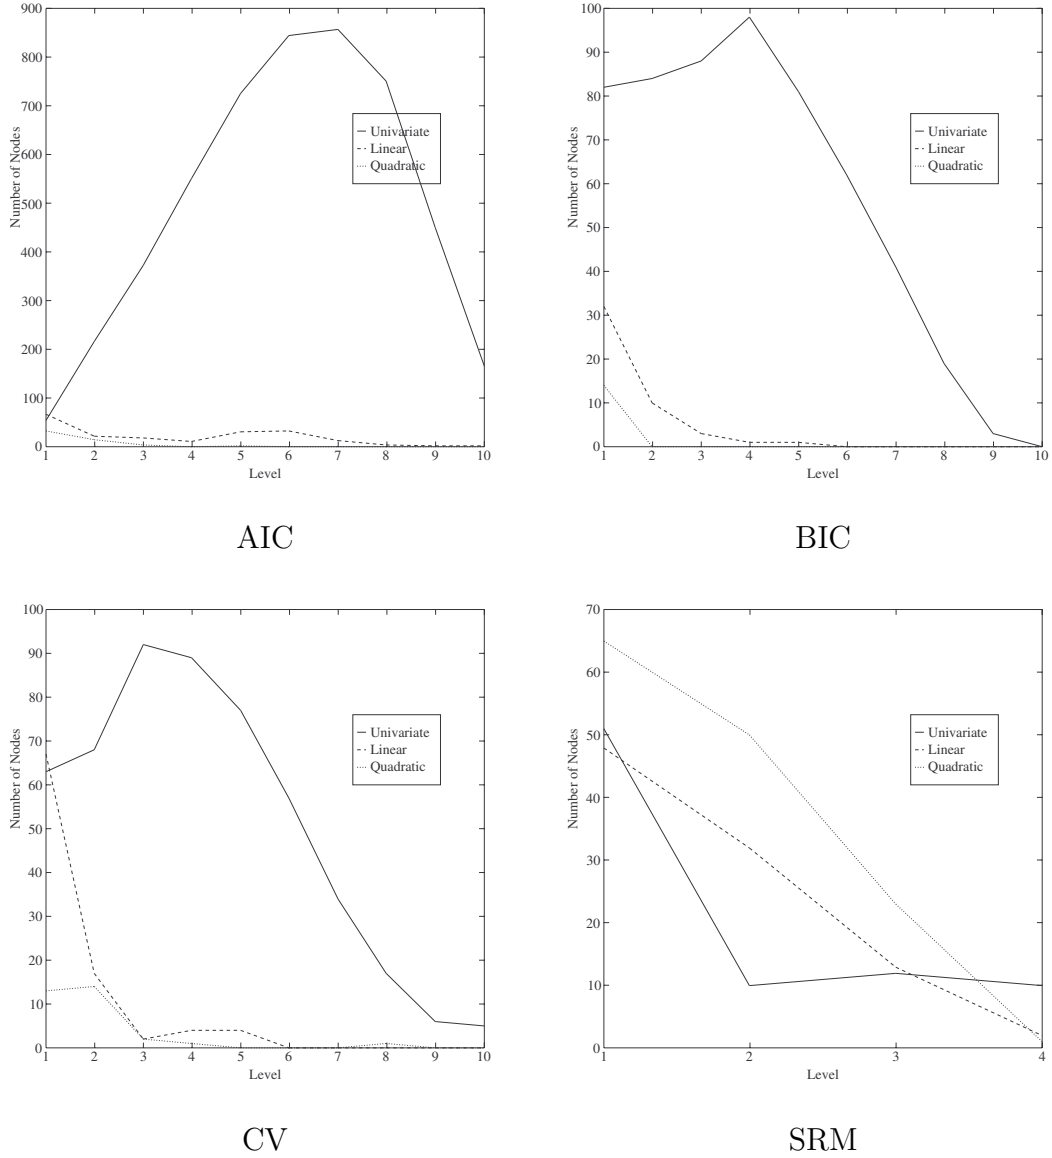 900
800
700
600
500
400
300
200
100
0
Number of Nodes
Univariate
Linear
Quadratic
1 2 3 4 5 6 7 8 9 10
Level
AIC
100
90
80
70
60
50
40
30
20
10
0
Number of Nodes
Univariate
Linear
Quadratic
1 2 3 4 5 6 7 8 9 10
Level
BIC
100
90
80
70
60
50
40
30
20
10
0
Number of Nodes
Univariate
Linear
Quadratic
1 2 3 4 5 6 7 8 9 10
Level
CV
70
60
50
40
30
20
10
0
Number of Nodes
Univariate
Linear
Quadratic
1 2 3 4
Level
SRM